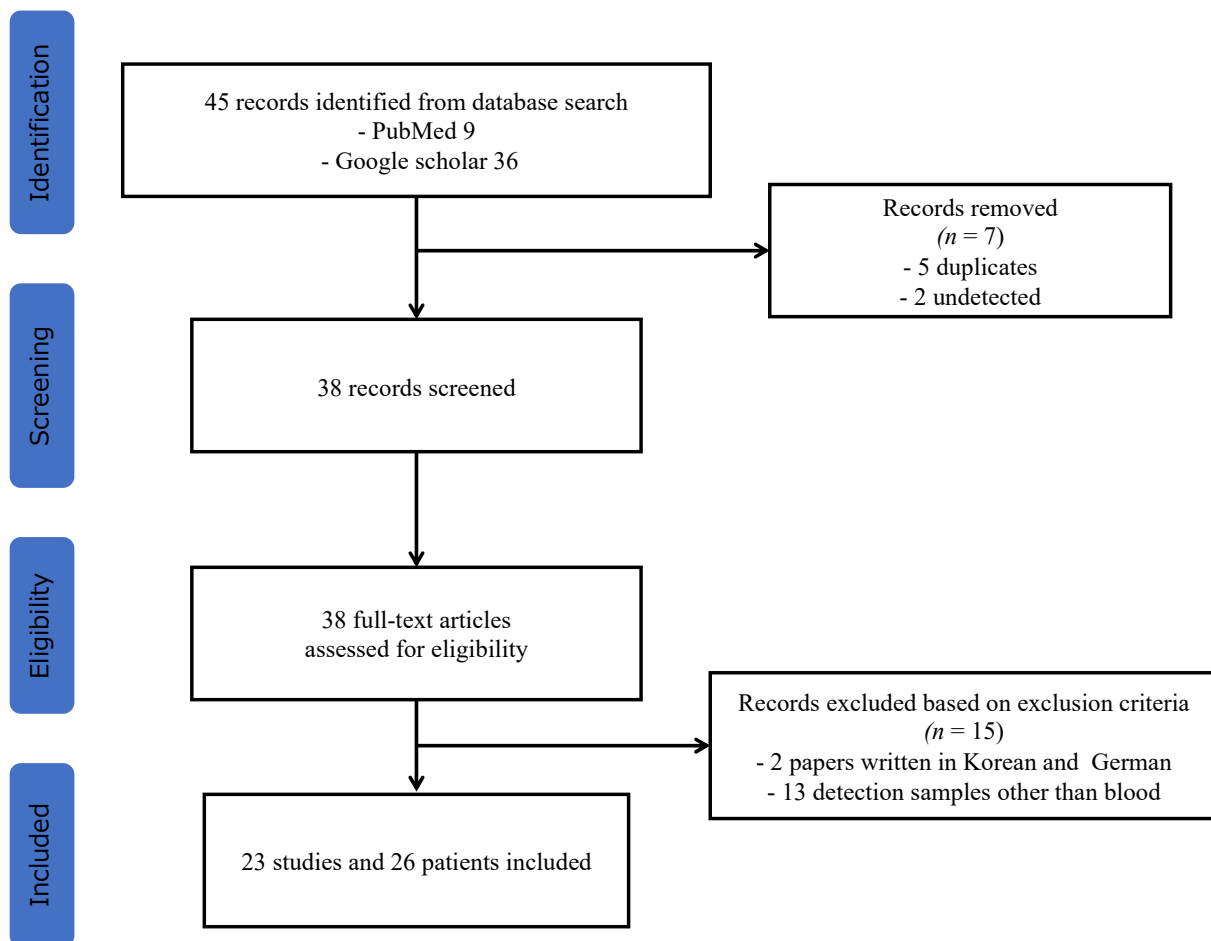 Identification
45 records identified from database search
- PubMed 9
- Google scholar 36
Records removed
(n = 7)
- 5 duplicates
- 2 undetected
Screening
38 records screened
Eligibility
38 full-text articles
assessed for eligibility
Records excluded based on exclusion criteria
(n = 15)
- 2 papers written in Korean and  German
- 13 detection samples other than blood
Included
23 studies and 26 patients included